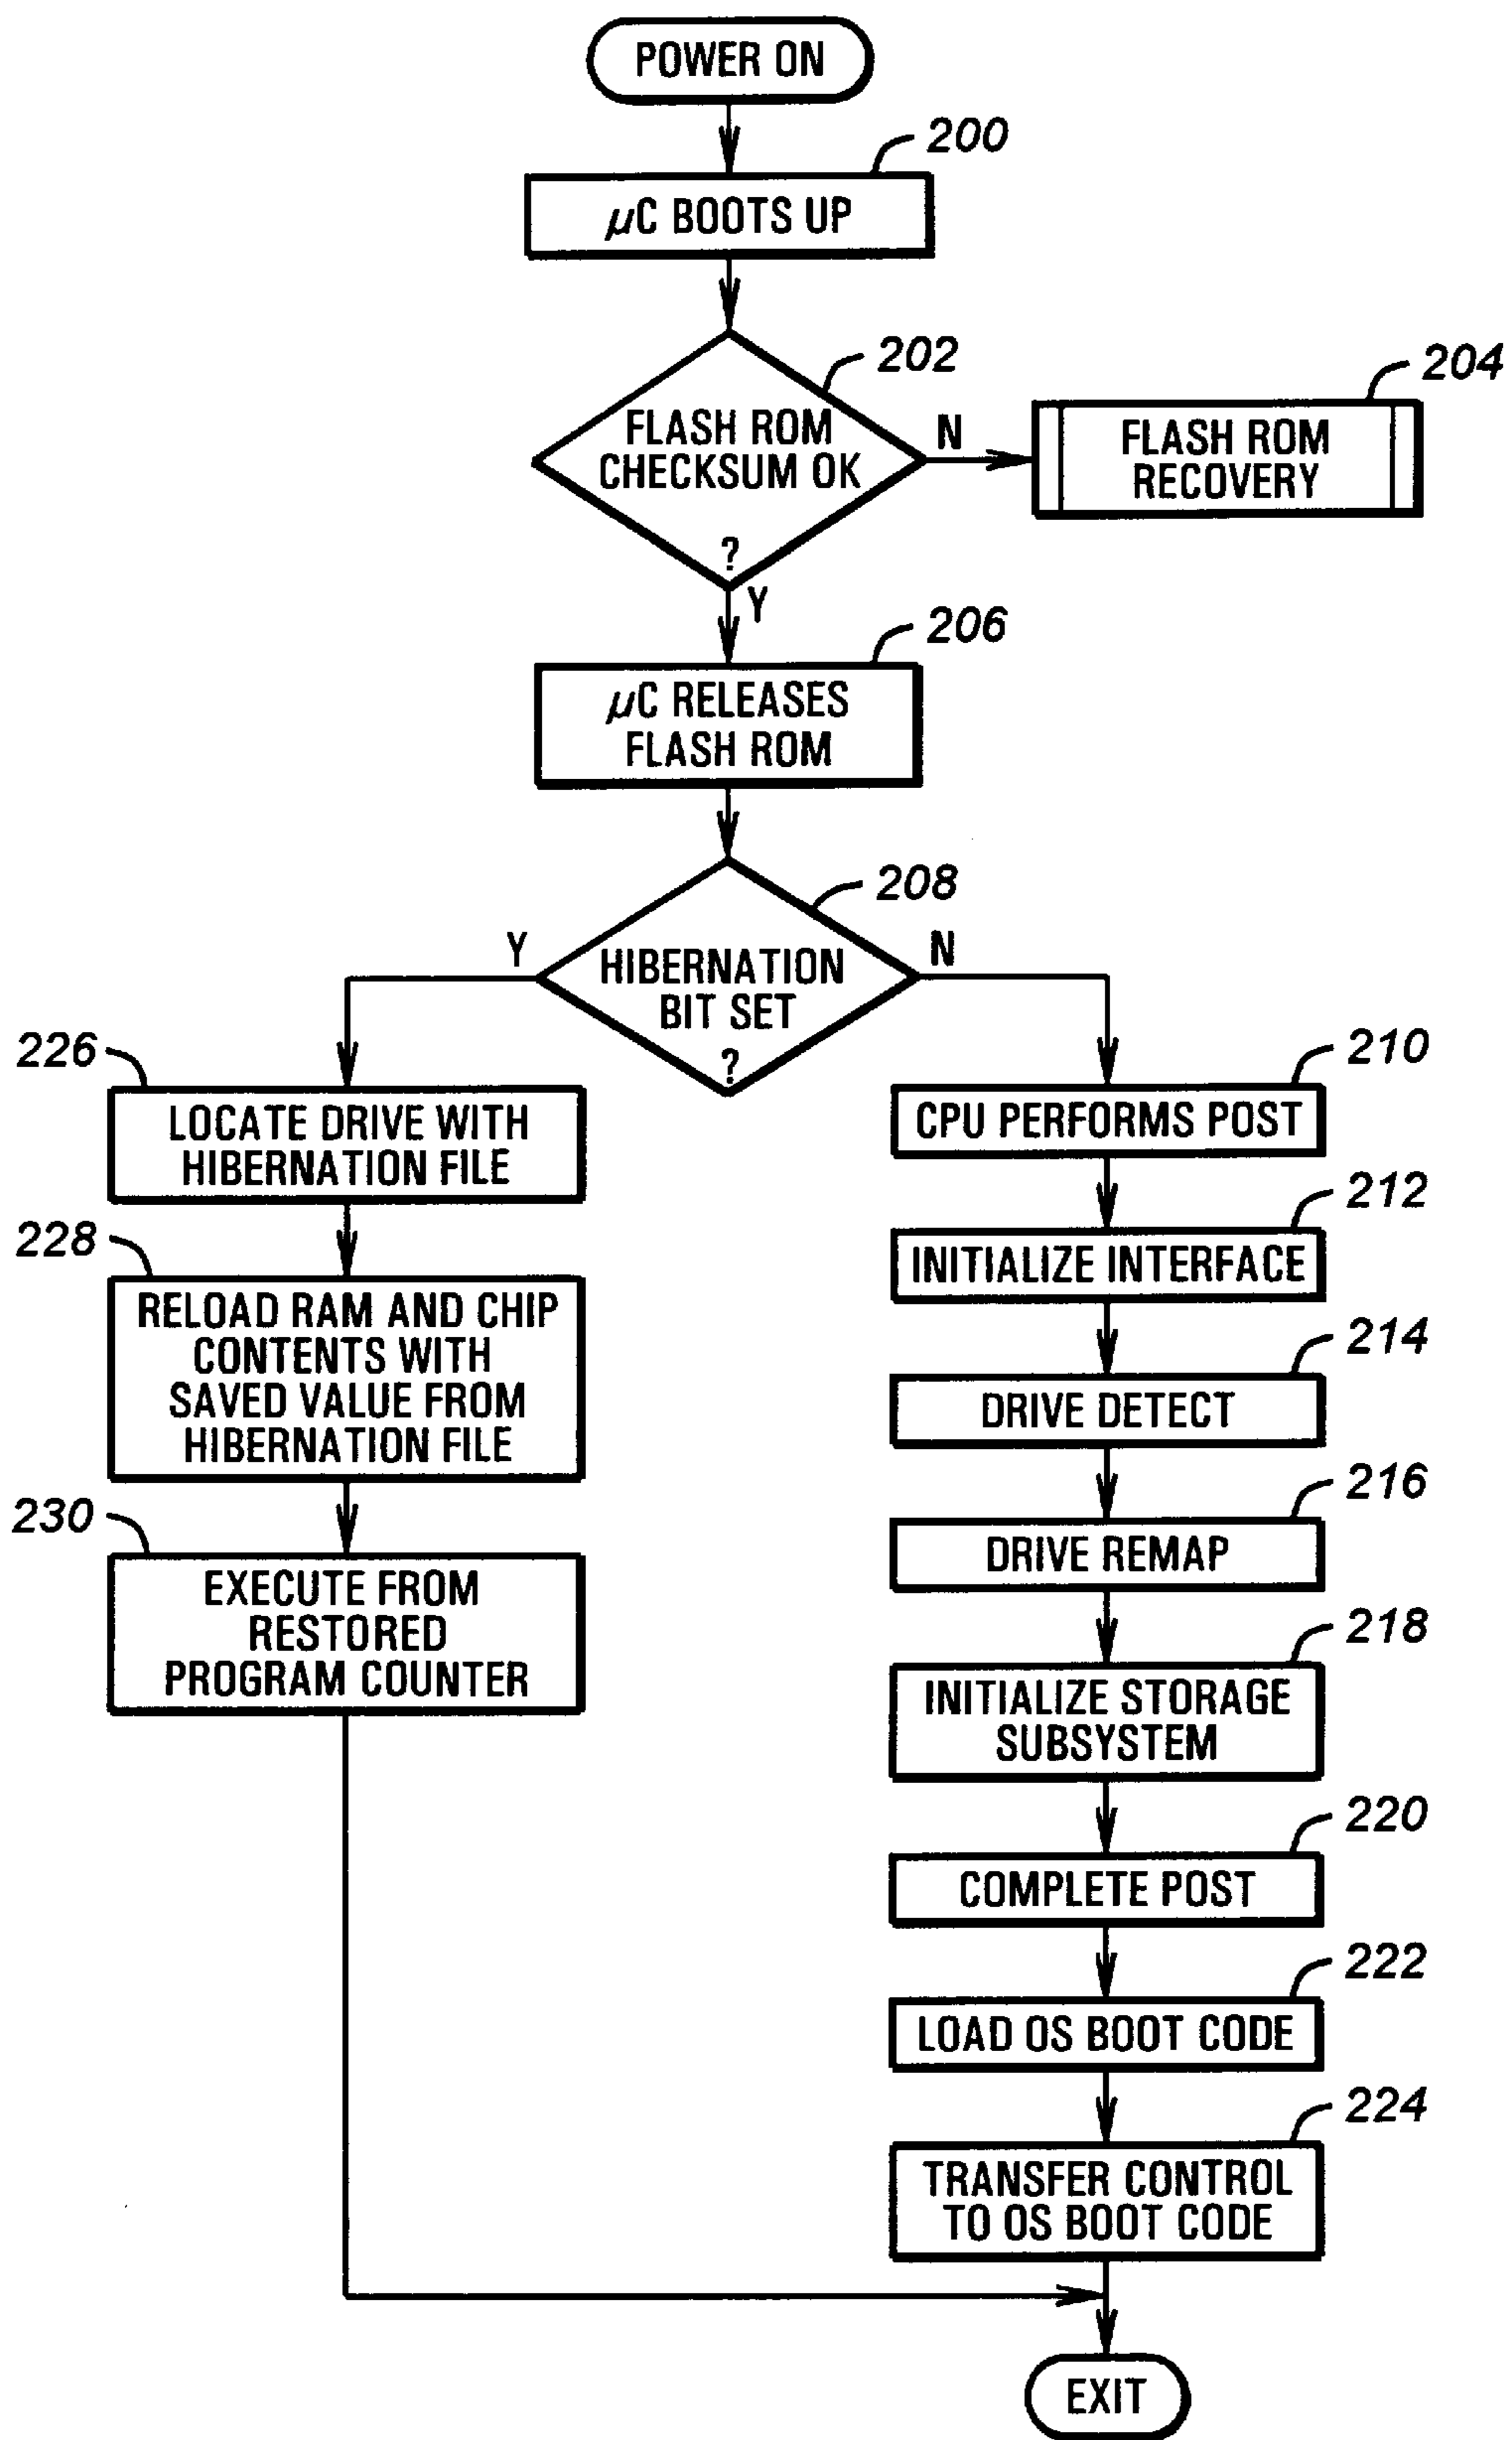 POWER ON
200
μC BOOTS UP
202
204
FLASH ROM
CHECKSUM OK
?
N
FLASH ROM
RECOVERY
Y
206
μC RELEASES
FLASH ROM
208
Y
HIBERNATION
BIT SET
?
N
226
LOCATE DRIVE WITH
HIBERNATION FILE
228
RELOAD RAM AND CHIP
CONTENTS WITH
SAVED VALUE FROM
HIBERNATION FILE
230
EXECUTE FROM
RESTORED
PROGRAM COUNTER
210
CPU PERFORMS POST
212
INITIALIZE INTERFACE
214
DRIVE DETECT
216
DRIVE REMAP
218
INITIALIZE STORAGE
SUBSYSTEM
220
COMPLETE POST
222
LOAD OS BOOT CODE
224
TRANSFER CONTROL
TO OS BOOT CODE
EXIT